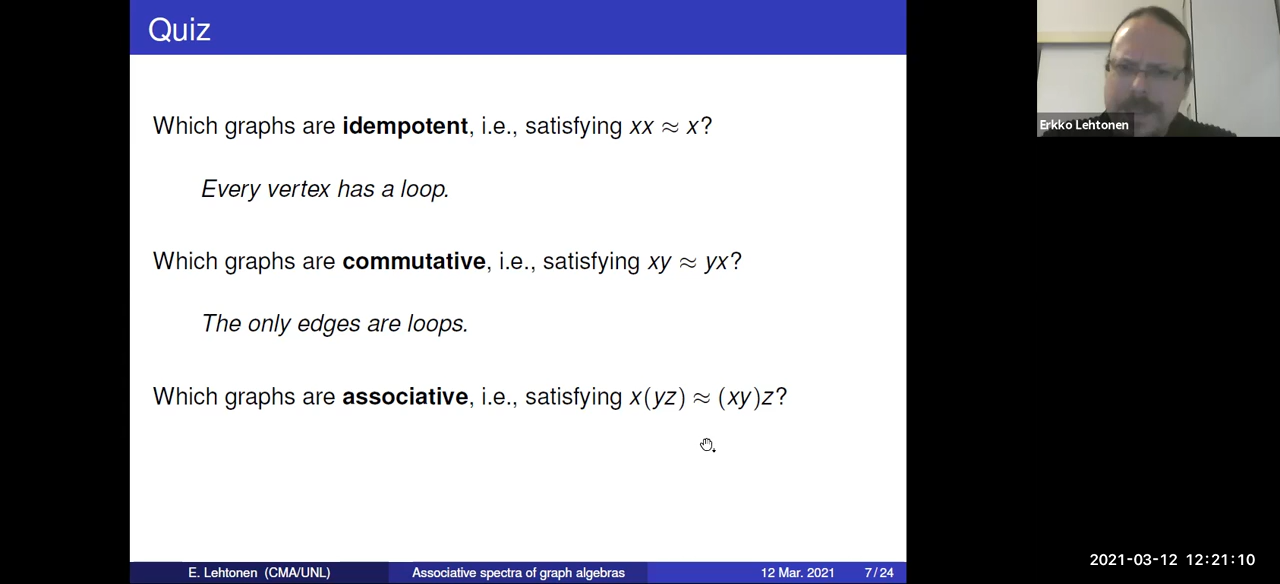 Quiz
Which graphs are idempotent, i.e., satisfying xx ≈ x?
Every vertex has a loop.
Which graphs are commutative, i.e., satisfying xy ≈ yx?
The only edges are loops.
Which graphs are associative, i.e., satisfying x(yz) ≈ (xy)z?
E. Lehtonen (CMA/UNL) Associative spectra of graph algebras 12 Mar. 2021 7 / 24
Erkko Lehtonen
2021-03-12 12:21:10